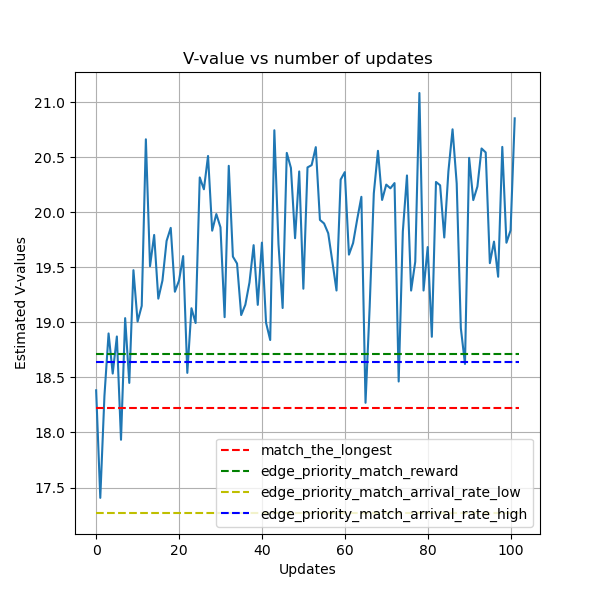 V-value vs number of updates
Estimated V-values
21.0
20.5
20.0
19.5
19.0
18.5
18.0
17.5
match_the_longest
edge_priority_match_reward
edge_priority_match_arrival_rate_low
edge_priority_match_arrival_rate_high
0 20 40 60 80 100
Updates